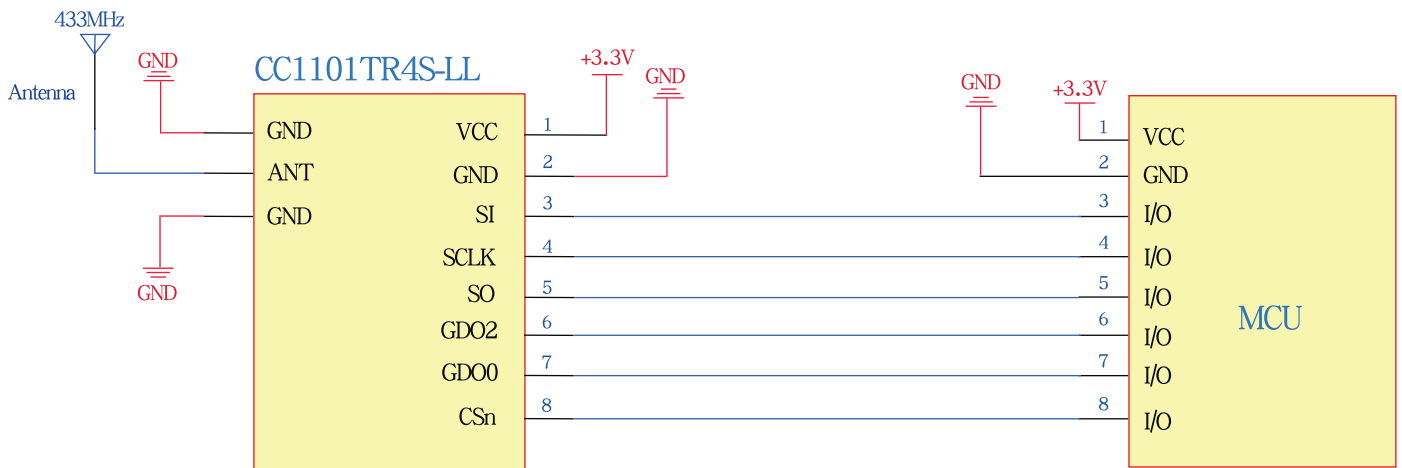 433MHz
Antenna
GND
GND
CC1101TR4S-LL
GND
ANT
GND
VCC
GND
SI
SCLK
SO
GDO2
GDO0
CSn
1
2
3
4
5
6
7
8
+3.3V
GND
GND
+3.3V
1
2
3
4
5
6
7
8
VCC
GND
I/O
I/O
I/O
I/O
I/O
I/O
MCU